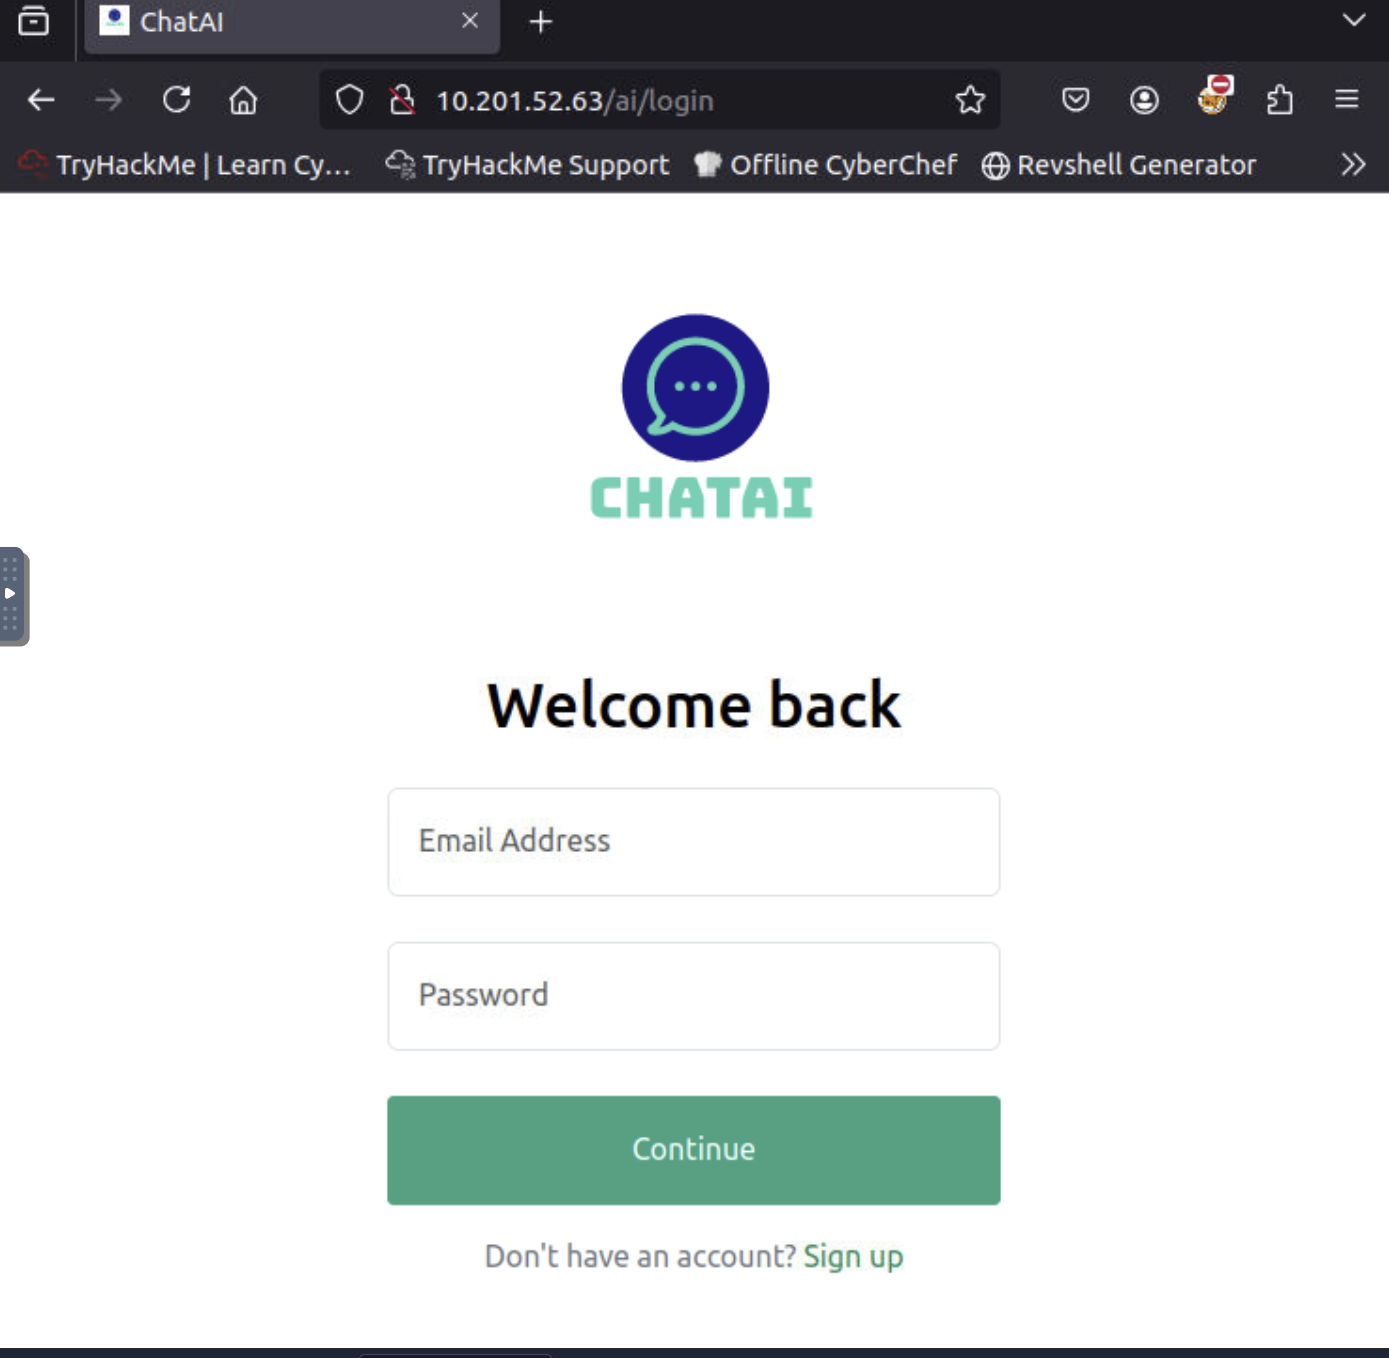 ChatAI
10.201.52.63/ai/login
TryHackMe | Learn Cy... TryHackMe Support Offline CyberChef Revshell Generator
CHATAI
Welcome back
Email Address
Password
Continue
Don't have an account? Sign up